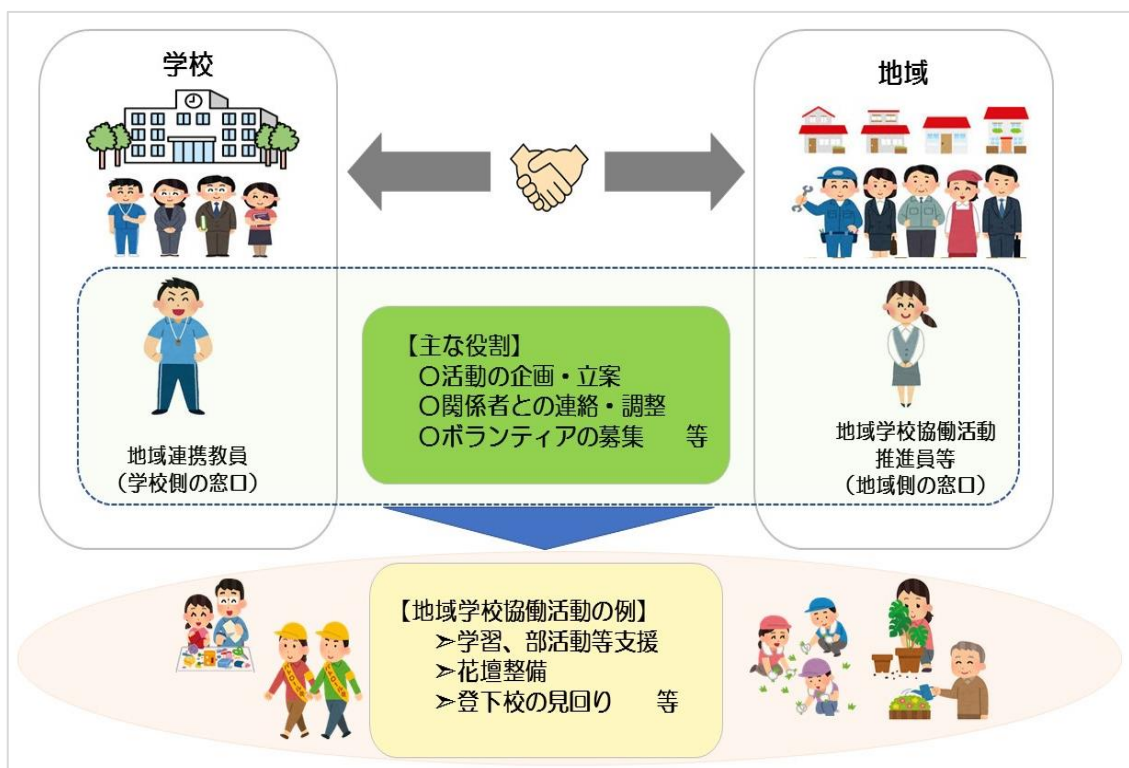 学校
地域
【主な役割】
〇活動の企画・立案
〇関係者との連絡・調整
〇ボランティアの募集　等
地域連携教員
（学校側の窓口）
地域学校協働活動
推進員等
（地域側の窓口）
【地域学校協働活動の例】
➢学習、部活動等支援
➢花壇整備
➢登下校の見回り　等